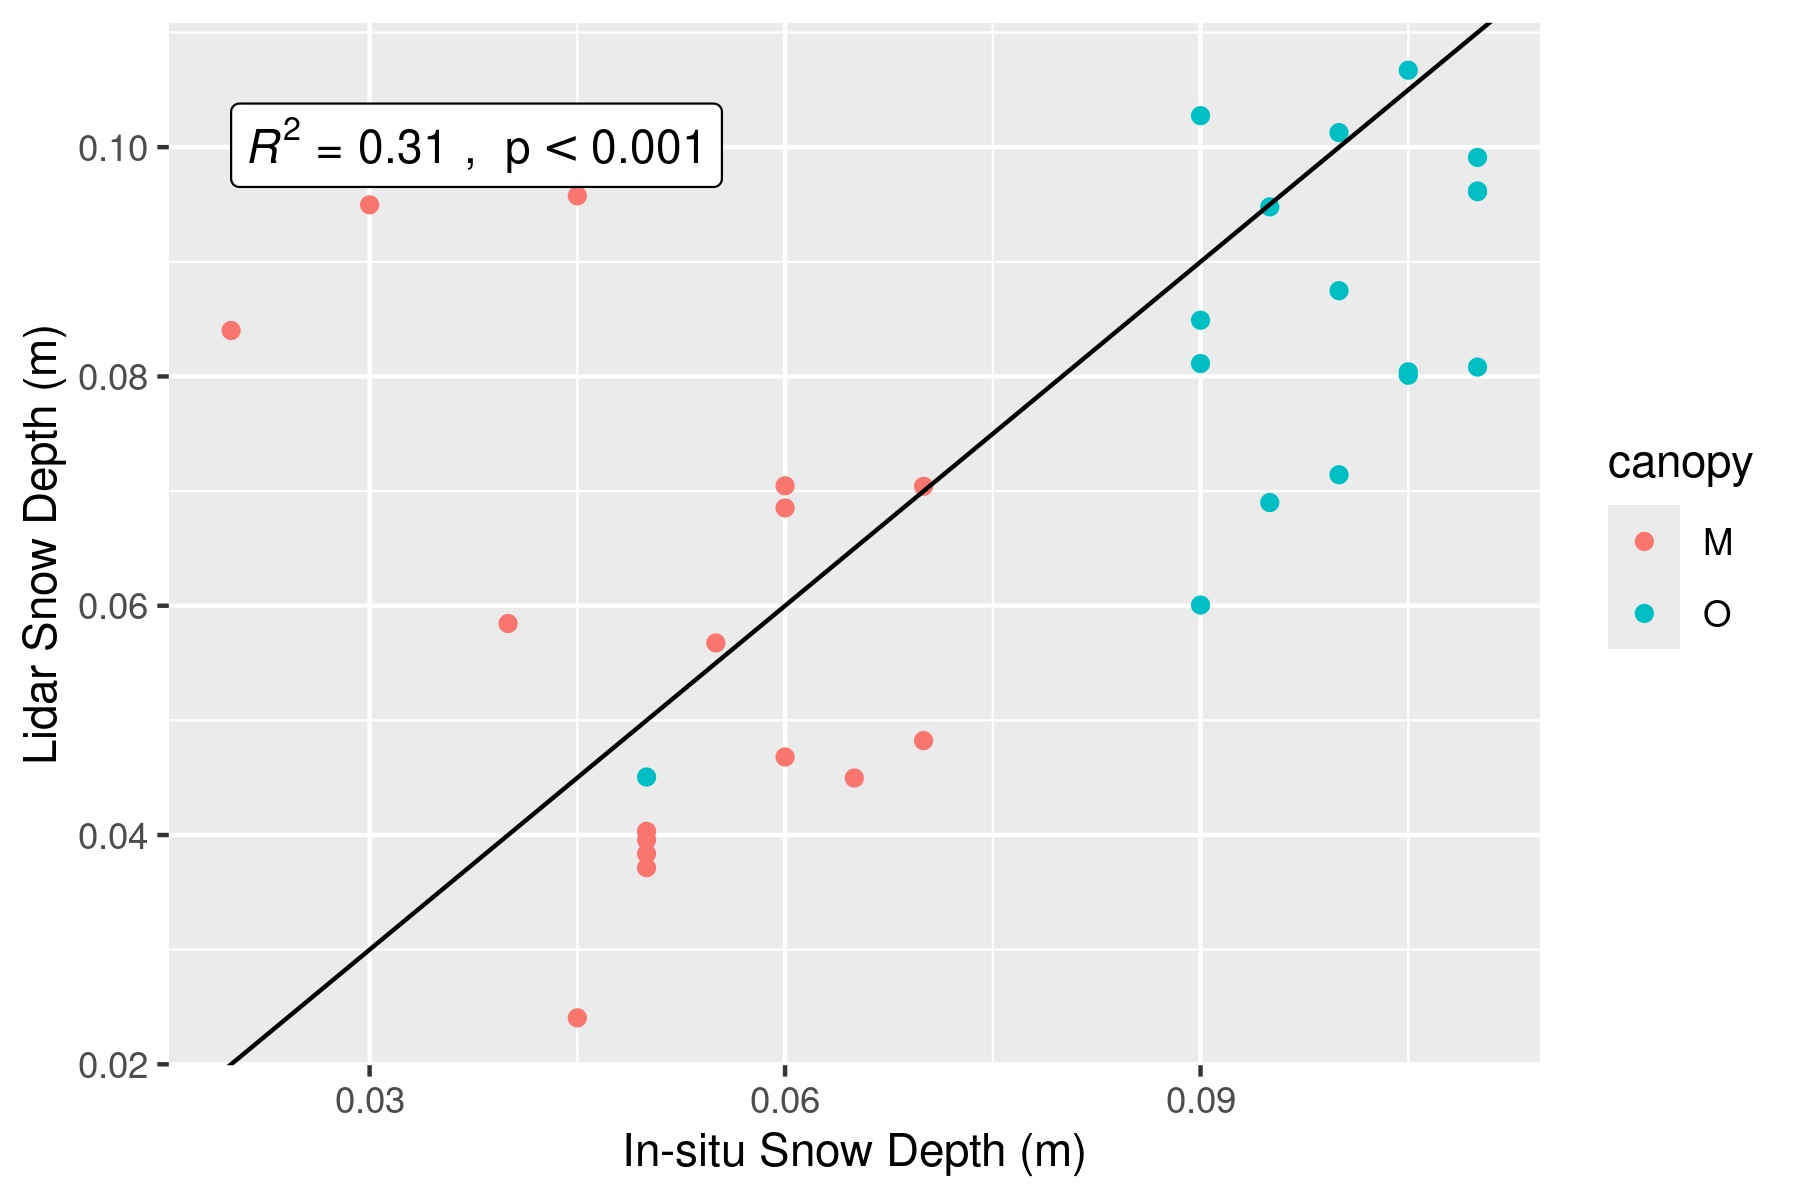 R² = 0.31 , p < 0.001
0.10
0.08
0.06
0.04
0.02
Lidar Snow Depth (m)
0.03 0.06 0.09
In-situ Snow Depth (m)
canopy
M
O